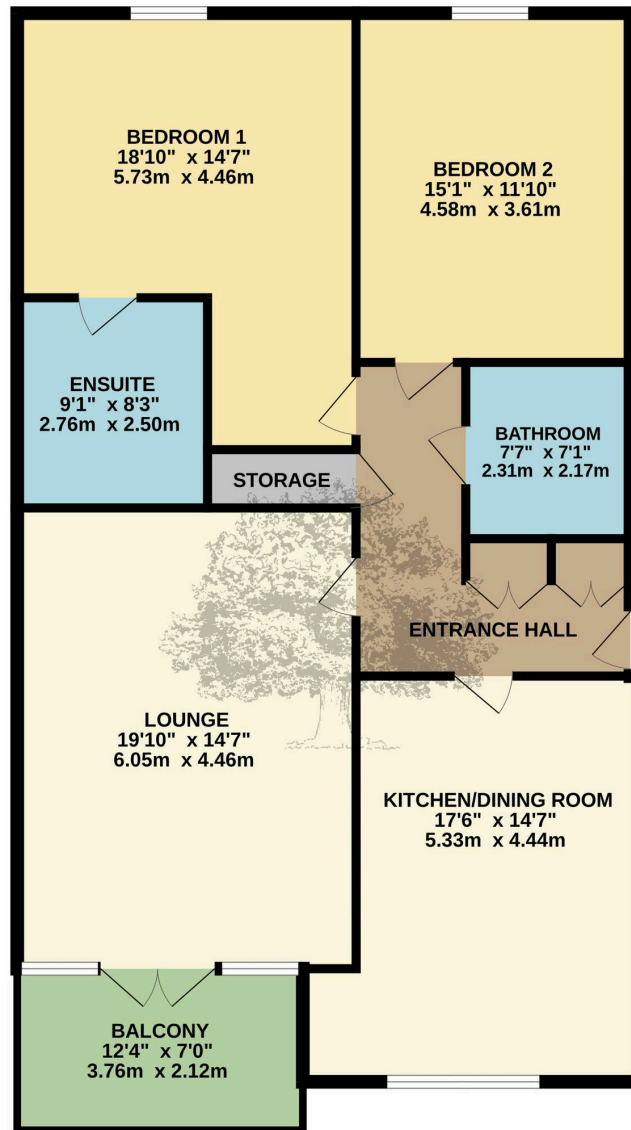 BEDROOM 1
18'10" x 14'7"
5.73m x 4.46m
BEDROOM 2
15'1" x 11'10"
4.58m x 3.61m
ENSUITE
9'1" x 8'3"
2.76m x 2.50m
BATHROOM
7'7" x 7'1"
2.31m x 2.17m
STORAGE
ENTRANCE HALL
LOUNGE
19'10" x 14'7"
6.05m x 4.46m
KITCHEN/DINING ROOM
17'6" x 14'7"
5.33m x 4.44m
BALCONY
12'4" x 7'0"
3.76m x 2.12m